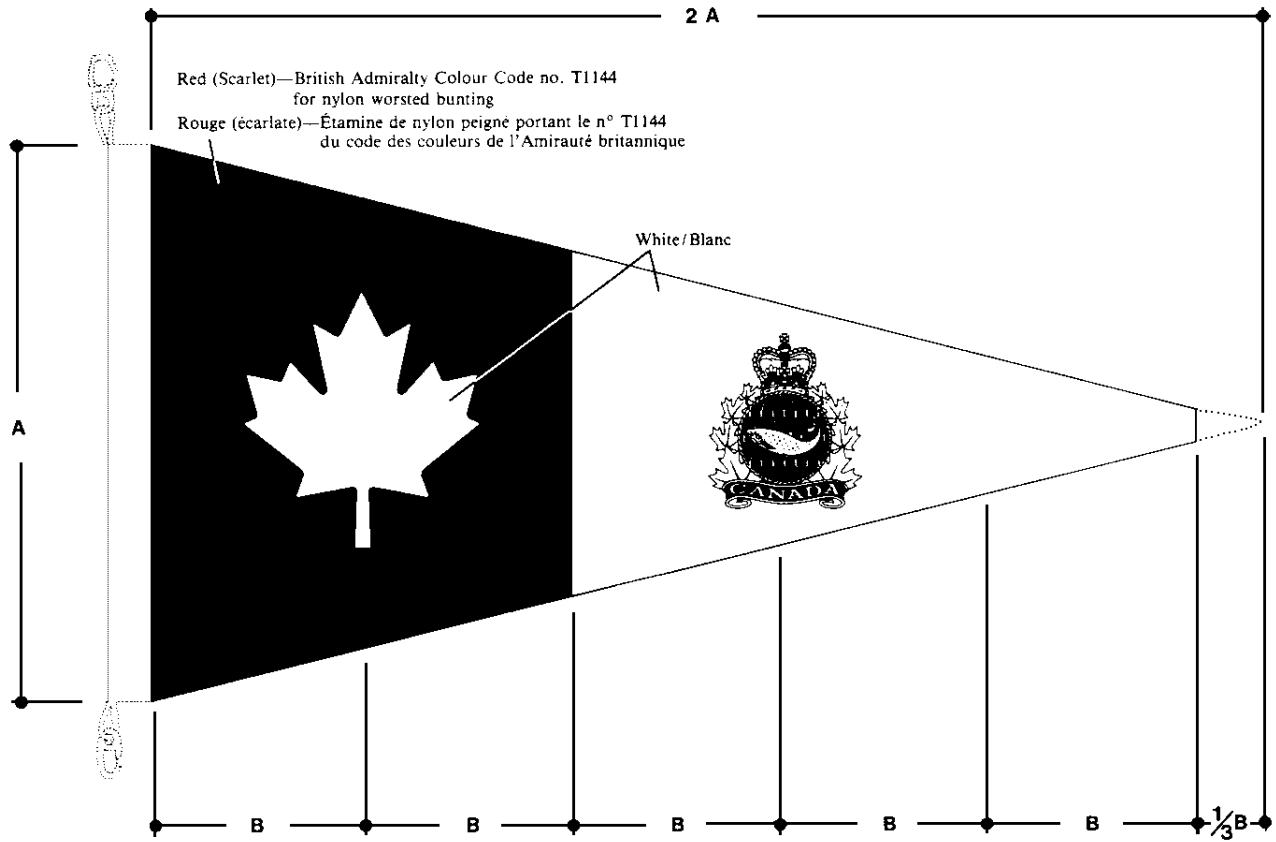 2 A
Red (Scarlet)—British Admiralty Colour Code no. T1144
for nylon worsted bunting
Rouge (écarlate)—Étamine de nylon peigné portant le nº T1144
du code des couleurs de l'Amirauté britannique
White/Blanc
A
CANADA
B
B
B
B
B
1/3B